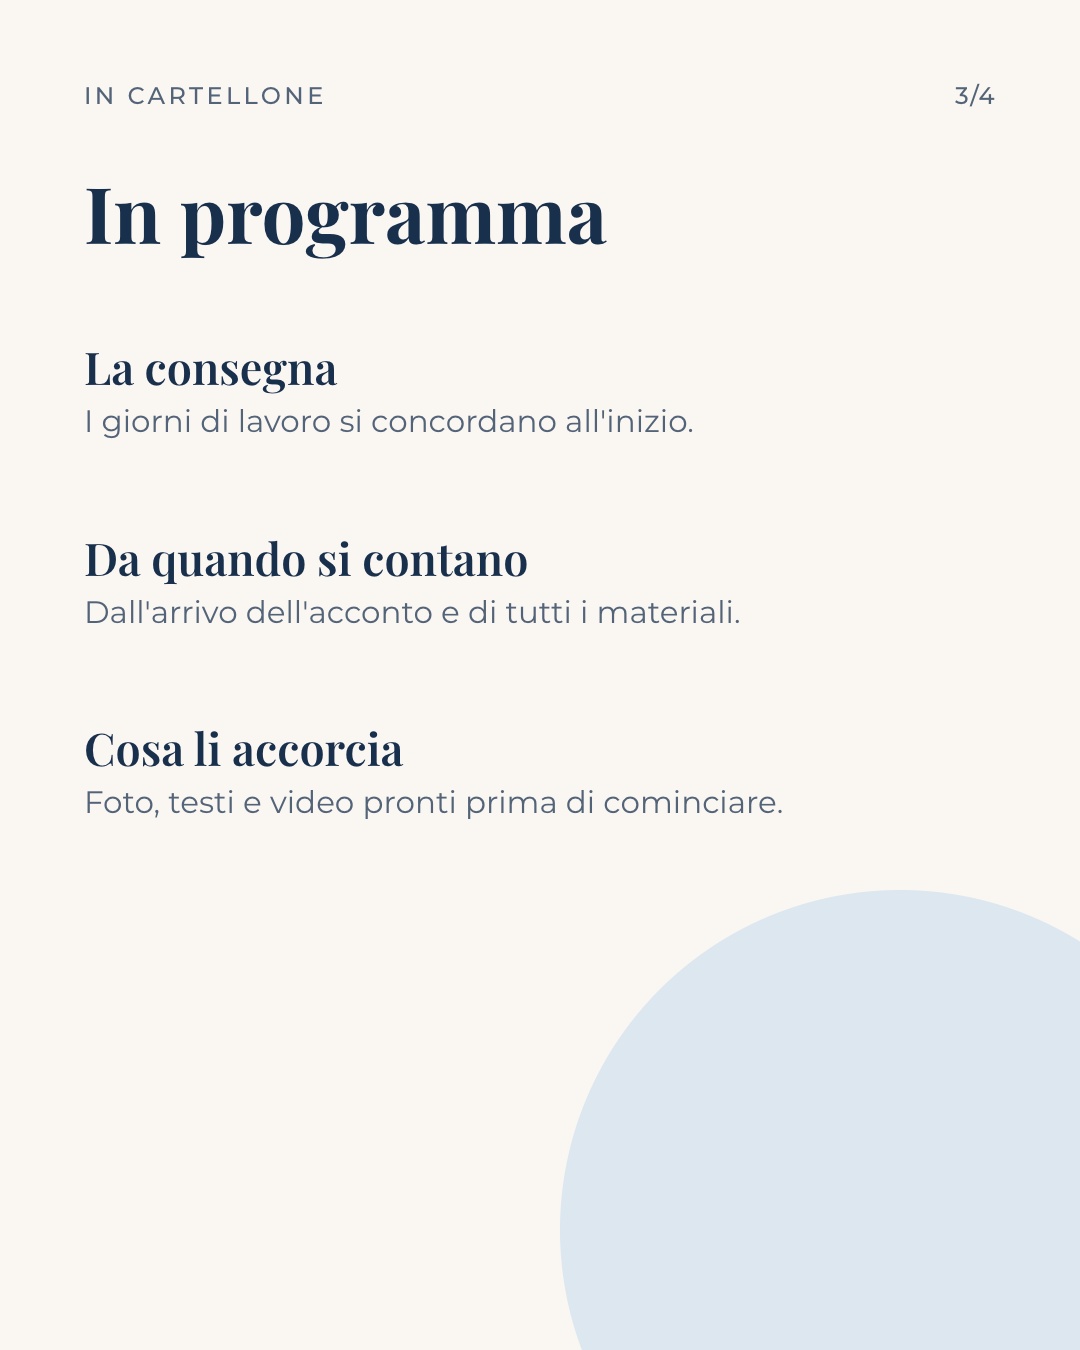 IN CARTELLONE
3/4
In programma
La consegna
I giorni di lavoro si concordano all'inizio.
Da quando si contano
Dall'arrivo dell'acconto e di tutti i materiali.
Cosa li accorcia
Foto, testi e video pronti prima di cominciare.